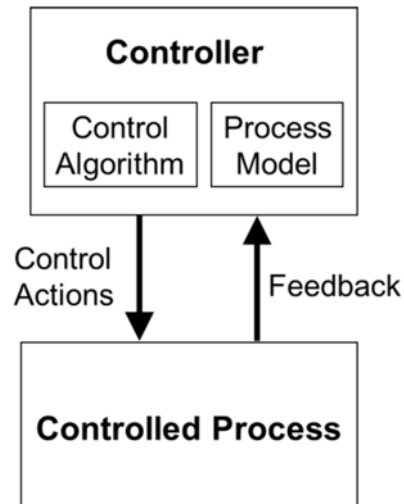 Controller
Control
Algorithm
Process
Model
Control
Actions
Feedback
Controlled Process